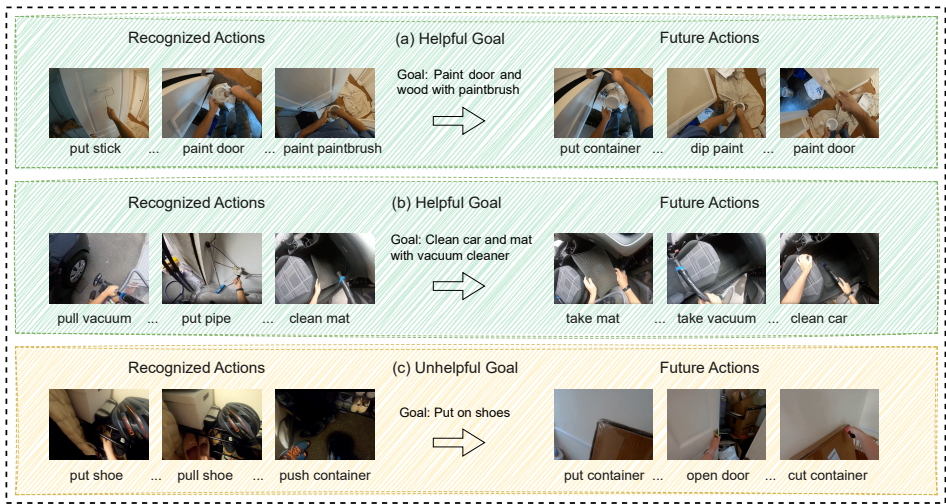 Recognized Actions (a) Helpful Goal Future Actions
Goal: Paint door and
wood with paintbrush
put stick ... paint door ... paint paintbrush put container ... dip paint ... paint door
Recognized Actions (b) Helpful Goal Future Actions
Goal: Clean car and mat
with vacuum cleaner
pull vacuum ... put pipe ... clean mat take mat ... take vacuum ... clean car
Recognized Actions (c) Unhelpful Goal Future Actions
Goal: Put on shoes
put shoe ... pull shoe ... push container put container ... open door ... cut container